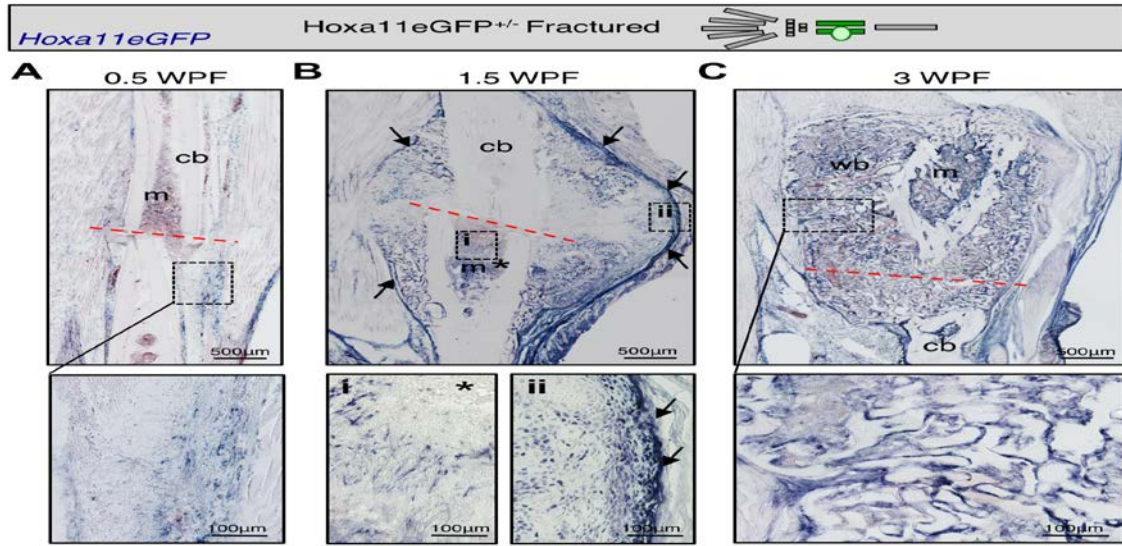 Hoxa11eGFP+/- Fractured
Hoxa11eGFP
A 0.5 WPF
B 1.5 WPF
C 3 WPF
cb
m
500µm
cb
i
ii
m*
500µm
wb
m
cb
500µm
100µm
i *
100µm
ii
100µm
100µm